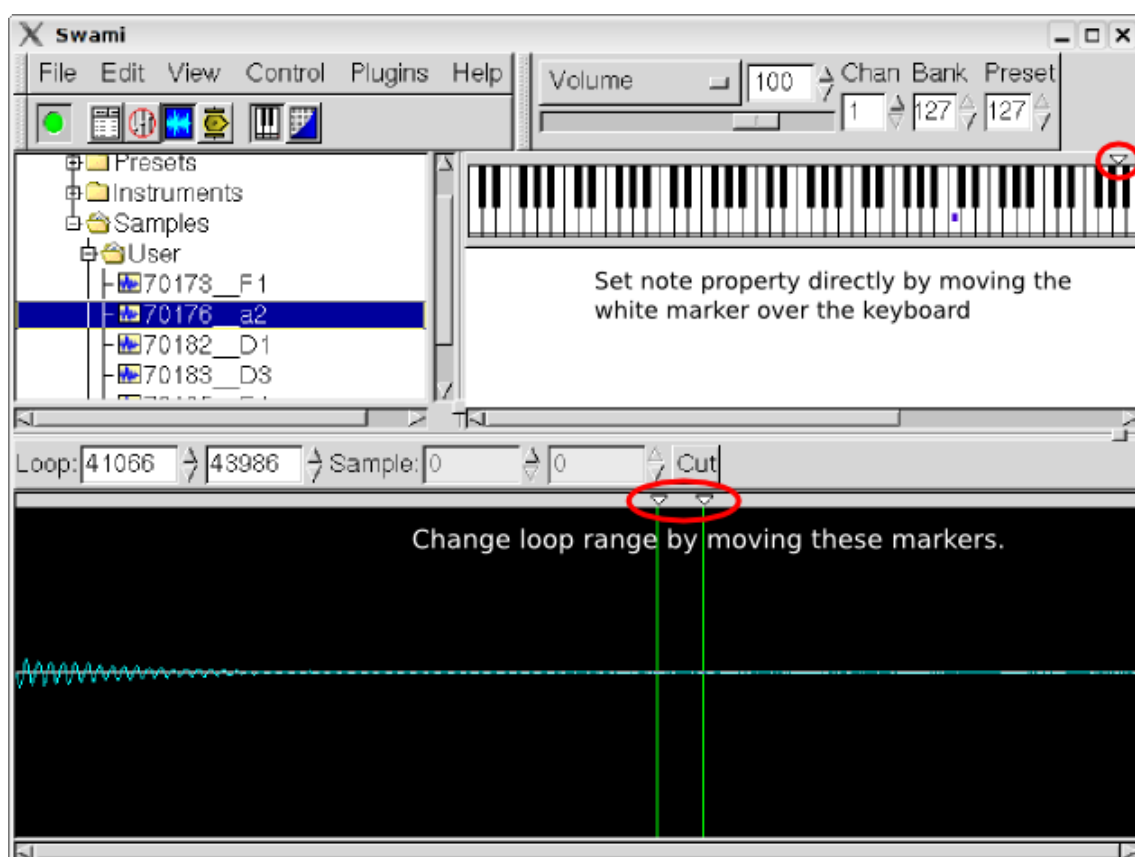 Swami
File Edit View Control Plugins Help
Volume 100 Chan Bank Preset
1 127 127
Presets
Instruments
Samples
User
70173__F1
70176__a2
70182__D1
70183__D3
Set note property directly by moving the
white marker over the keyboard
Loop: 41066 43986 Sample: 0 0 Cut
Change loop range by moving these markers.